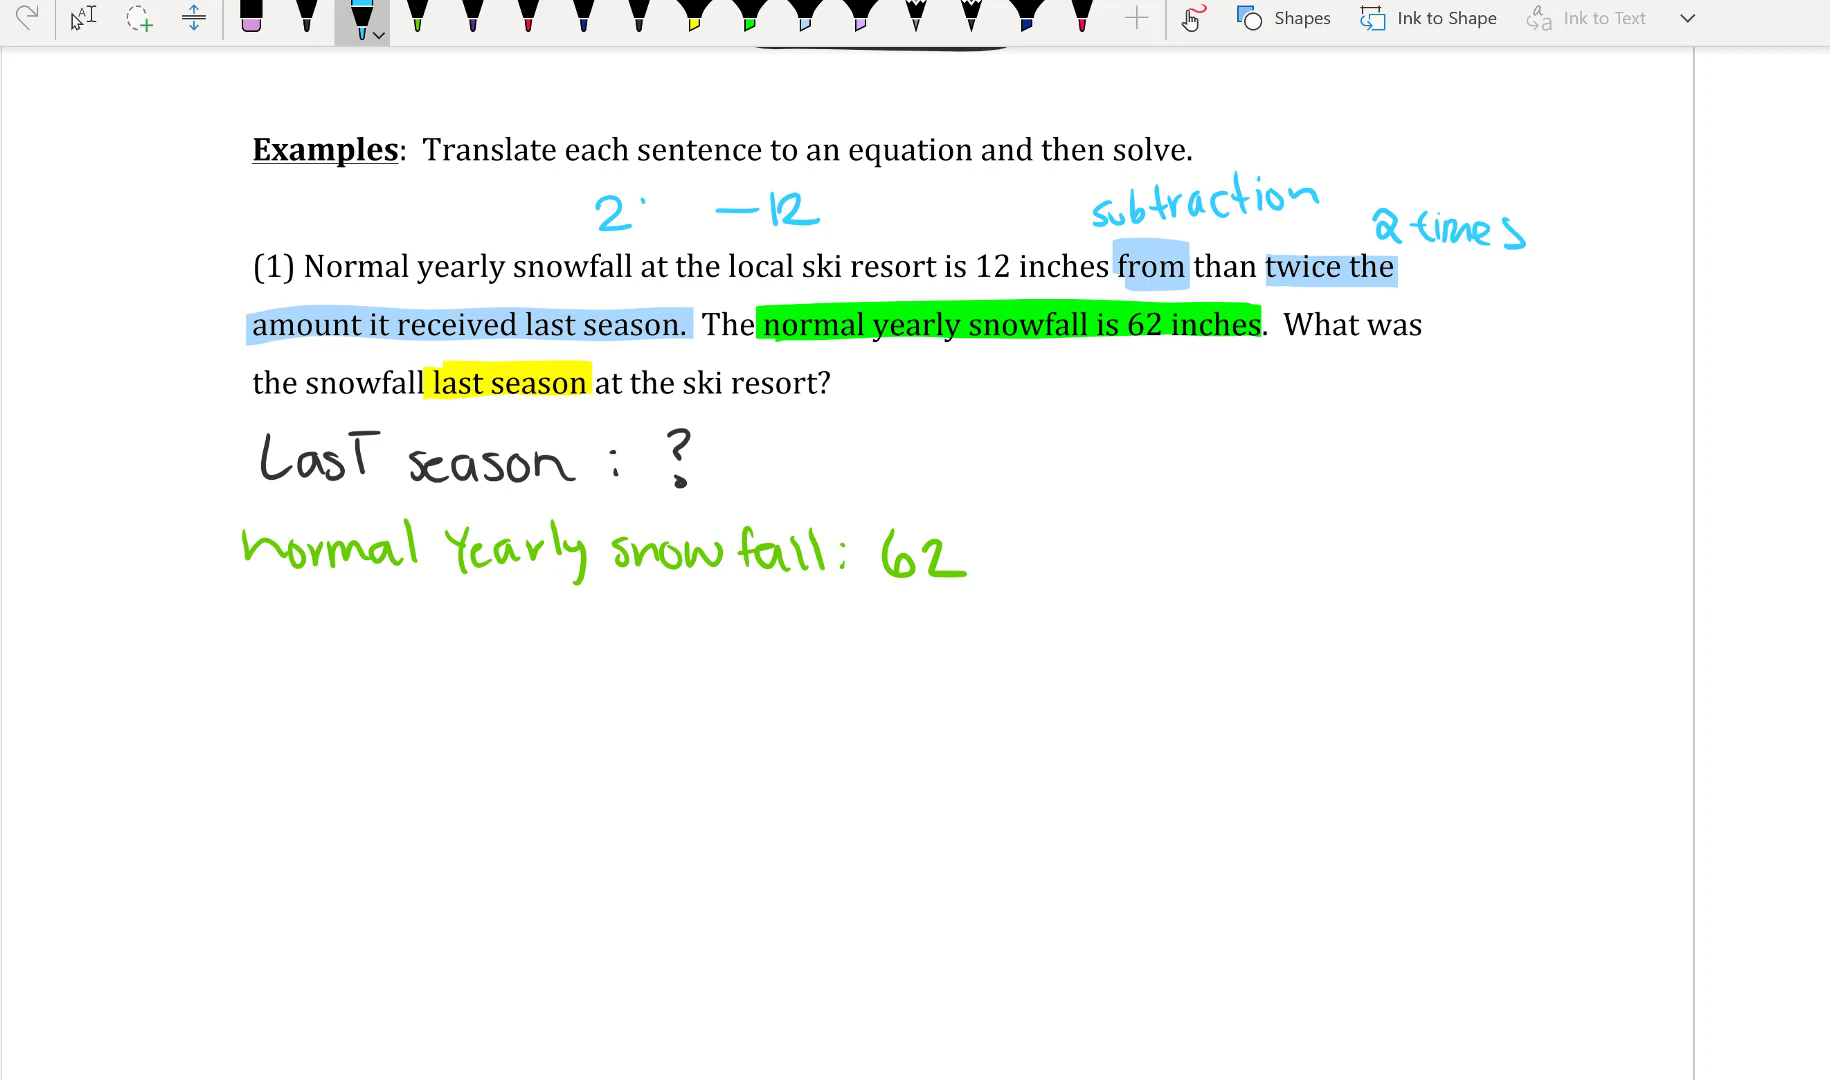 Shapes Ink to Shape Ink to Text
Examples: Translate each sentence to an equation and then solve.
2· −12 subtraction 2 times
(1) Normal yearly snowfall at the local ski resort is 12 inches from than twice the
amount it received last season. The normal yearly snowfall is 62 inches. What was
the snowfall last season at the ski resort?
Last season : ?
normal Yearly snowfall: 62